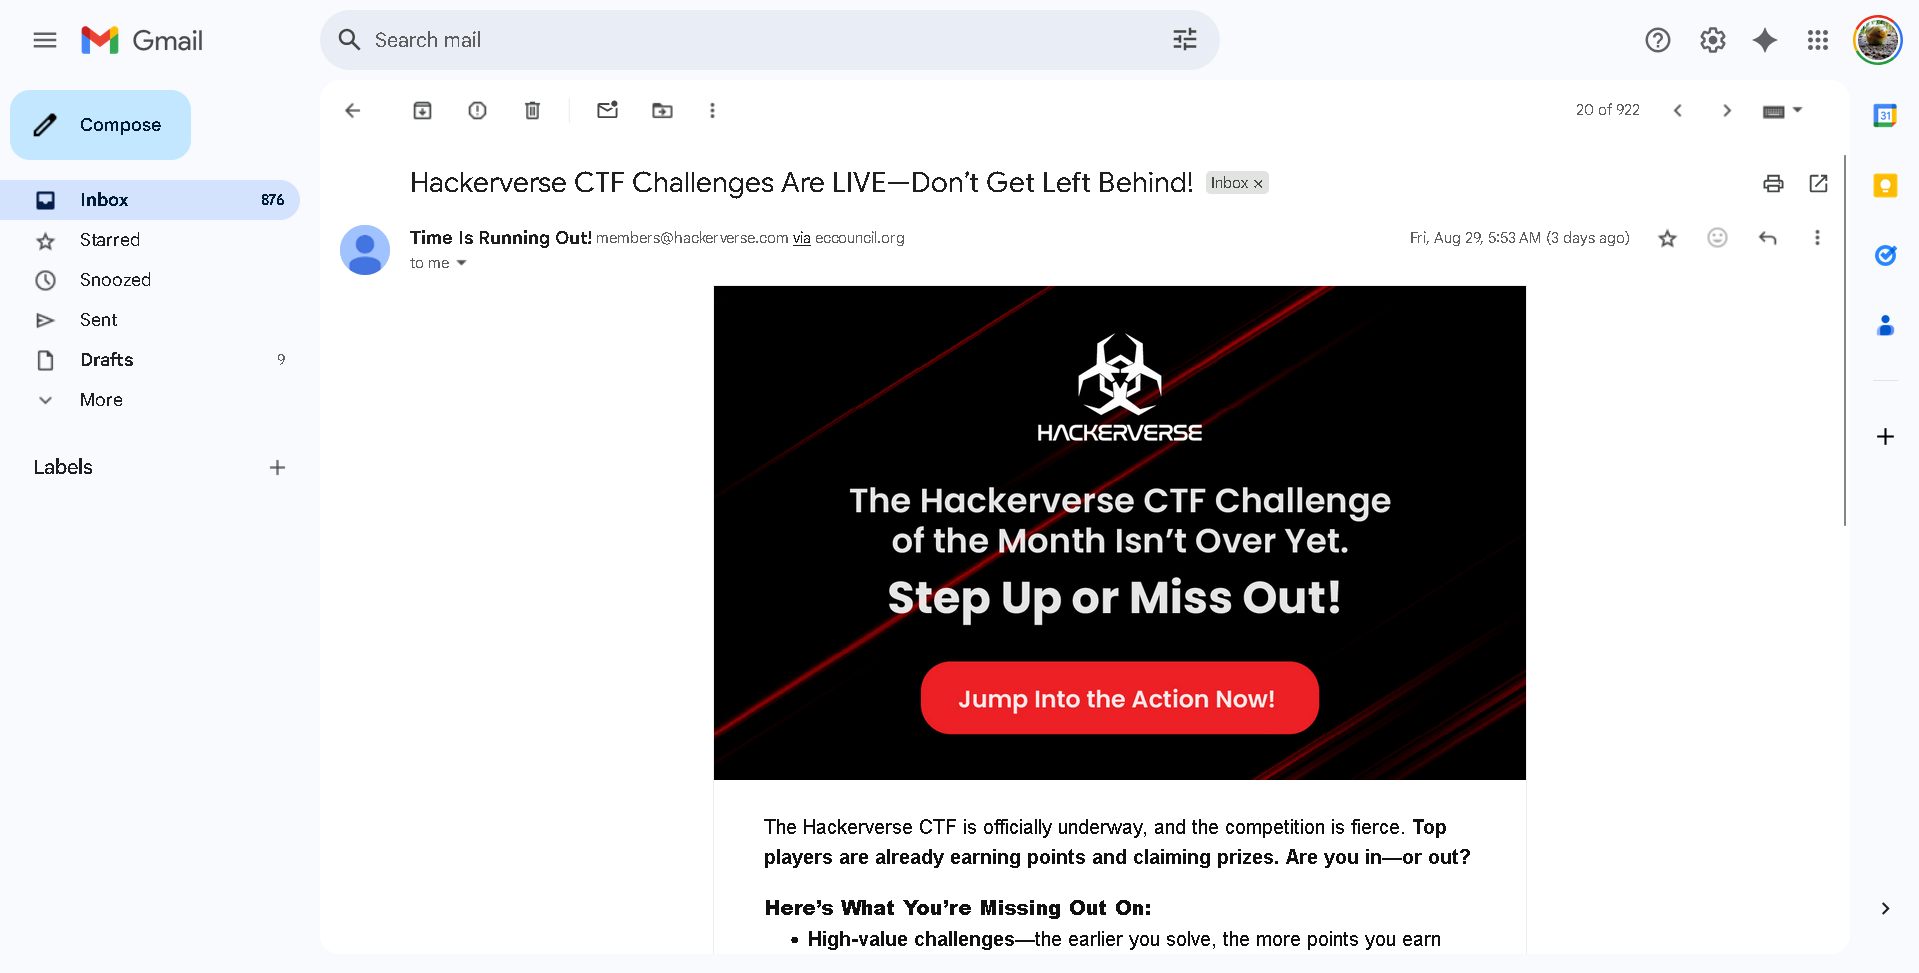 Gmail
Search mail
Compose
Inbox 876
Starred
Snoozed
Sent
Drafts 9
More
Labels
20 of 922
31
Hackerverse CTF Challenges Are LIVE—Don’t Get Left Behind! Inbox ×
Time Is Running Out! members@hackerverse.com via eccouncil.org
Fri, Aug 29, 5:53 AM (3 days ago)
to me
HACKERVERSE
The Hackerverse CTF Challenge
of the Month Isn’t Over Yet.
Step Up or Miss Out!
Jump Into the Action Now!
The Hackerverse CTF is officially underway, and the competition is fierce. Top
players are already earning points and claiming prizes. Are you in—or out?
Here’s What You’re Missing Out On:
• High-value challenges—the earlier you solve, the more points you earn